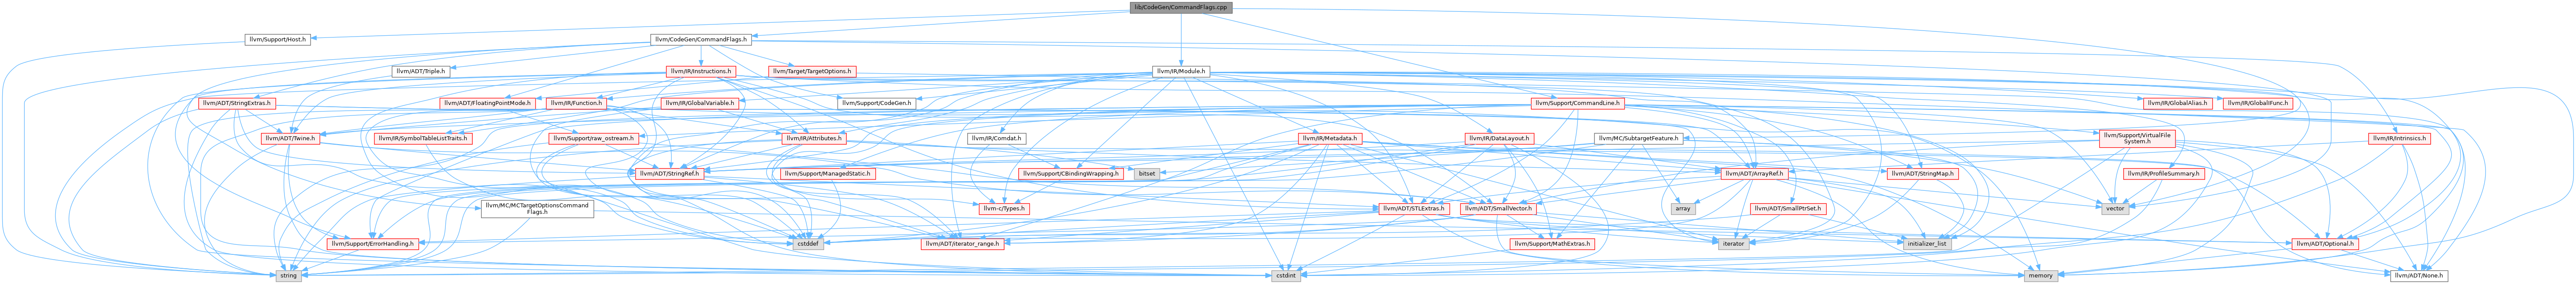 lib/CodeGen/CommandFlags.cpp
llvm/Support/Host.h
llvm/CodeGen/CommandFlags.h
llvm/ADT/Triple.h
llvm/IR/Instructions.h
llvm/Target/TargetOptions.h
llvm/IR/Module.h
llvm/ADT/StringExtras.h
llvm/ADT/FloatingPointMode.h
llvm/IR/Function.h
llvm/IR/GlobalVariable.h
llvm/Support/CodeGen.h
llvm/Support/CommandLine.h
llvm/IR/GlobalAlias.h
llvm/IR/GlobalIFunc.h
llvm/ADT/Twine.h
llvm/IR/SymbolTableListTraits.h
llvm/Support/raw_ostream.h
llvm/IR/Attributes.h
llvm/IR/Comdat.h
llvm/IR/Metadata.h
llvm/IR/DataLayout.h
llvm/MC/SubtargetFeature.h
llvm/Support/VirtualFile
System.h
llvm/IR/Intrinsics.h
llvm/ADT/StringRef.h
llvm/Support/ManagedStatic.h
llvm/Support/CBindingWrapping.h
bitset
llvm/ADT/ArrayRef.h
llvm/ADT/StringMap.h
llvm/IR/ProfileSummary.h
llvm/MC/MCTargetOptionsCommand
Flags.h
llvm-c/Types.h
llvm/ADT/STLExtras.h
llvm/ADT/SmallVector.h
array
llvm/ADT/SmallPtrSet.h
vector
llvm/Support/ErrorHandling.h
cstddef
llvm/ADT/iterator_range.h
llvm/Support/MathExtras.h
iterator
initializer_list
llvm/ADT/Optional.h
string
cstdint
memory
llvm/ADT/None.h